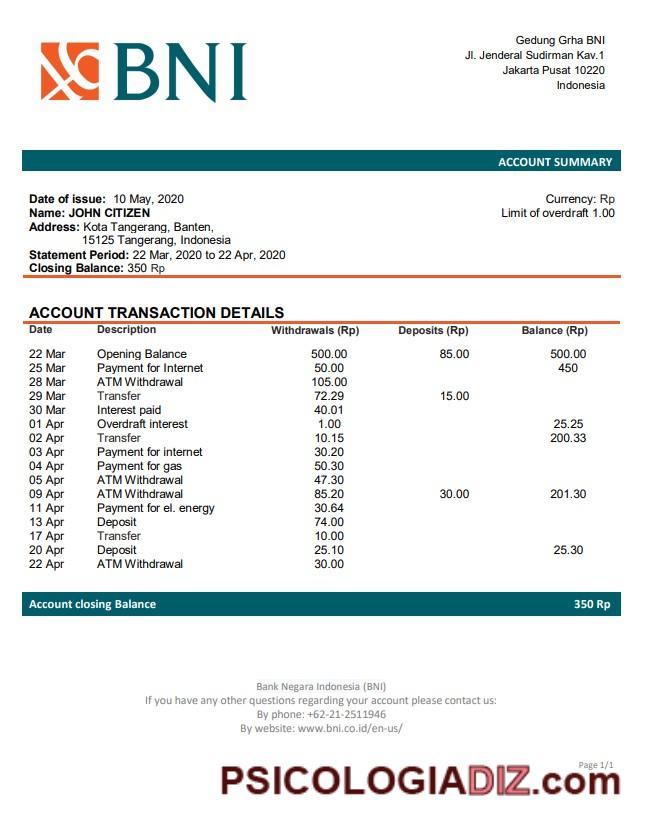 BNI
Gedung Grha BNI
Jl. Jenderal Sudirman Kav.1
Jakarta Pusat 10220
Indonesia
ACCOUNT SUMMARY
Date of issue: 10 May, 2020
Currency: Rp
Name: JOHN CITIZEN
Limit of overdraft 1.00
Address: Kota Tangerang, Banten,
15125 Tangerang, Indonesia
Statement Period: 22 Mar, 2020 to 22 Apr, 2020
Closing Balance: 350 Rp
ACCOUNT TRANSACTION DETAILS
Date Description Withdrawals (Rp) Deposits (Rp) Balance (Rp)
22 Mar Opening Balance 500.00 85.00 500.00
25 Mar Payment for Internet 50.00 450
28 Mar ATM Withdrawal 105.00
29 Mar Transfer 72.29 15.00
30 Mar Interest paid 40.01
01 Apr Overdraft interest 1.00 25.25
02 Apr Transfer 10.15 200.33
03 Apr Payment for internet 30.20
04 Apr Payment for gas 50.30
05 Apr ATM Withdrawal 47.30
09 Apr ATM Withdrawal 85.20 30.00 201.30
11 Apr Payment for el. energy 30.64
13 Apr Deposit 74.00
17 Apr Transfer 10.00
20 Apr Deposit 25.10 25.30
22 Apr ATM Withdrawal 30.00
Account closing Balance 350 Rp
Bank Negara Indonesia (BNI)
If you have any other questions regarding your account please contact us:
By phone: +62-21-2511946
By website: www.bni.co.id/en-us/
Page 1/1
PSICOLOGIADIZ.com